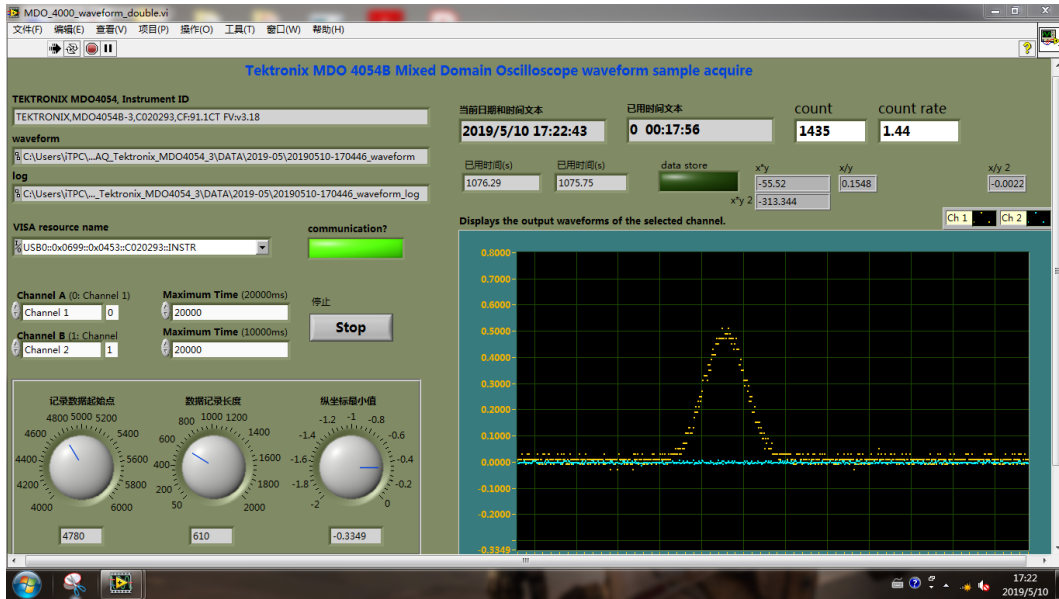 MDO_4000_waveform_double.vi
文件(F) 编辑(E) 查看(V) 项目(P) 操作(O) 工具(T) 窗口(W) 帮助(H)
Tektronix MDO 4054B Mixed Domain Oscilloscope waveform sample acquire
TEKTRONIX MDO4054, Instrument ID
TEKTRONIX,MDO4054B-3,C020293,CF:91.1CT FV:v3.18
waveform
C:\Users\iTPC\...AQ_Tektronix_MDO4054_3\DATA\2019-05\20190510-170446_waveform
log
C:\Users\iTPC\..._Tektronix_MDO4054_3\DATA\2019-05\20190510-170446_waveform_log
当前日期和时间文本 已用时间文本 count count rate
2019/5/10 17:22:43 0 00:17:56 1435 1.44
已用时间(s) 已用时间(s) data store x*y x/y x/y 2
1076.29 1075.75 -55.52 0.1548 -0.0022
x*y 2 -313.344
VISA resource name communication?
USB0::0x0699::0x0453::C020293::INSTR
Channel A (0: Channel 1) Maximum Time (20000ms) 停止
Channel 1 0 20000
Stop
Channel B (1: Channel Maximum Time (10000ms)
Channel 2 1 20000
Displays the output waveforms of the selected channel.
Ch 1 Ch 2
0.8000
0.7000
0.6000
0.5000
0.4000
0.3000
0.2000
0.1000
0.0000
-0.1000
-0.2000
-0.3349
记录数据起始点
4000 4200 4400 4600 4800 5000 5200 5400 5600 5800 6000
4780
数据记录长度
50 200 400 600 800 1000 1200 1400 1600 1800 2000
610
纵坐标最小值
-2 -1.8 -1.6 -1.4 -1.2 -1 -0.8 -0.6 -0.4 -0.2 0
-0.3349
17:22
2019/5/10